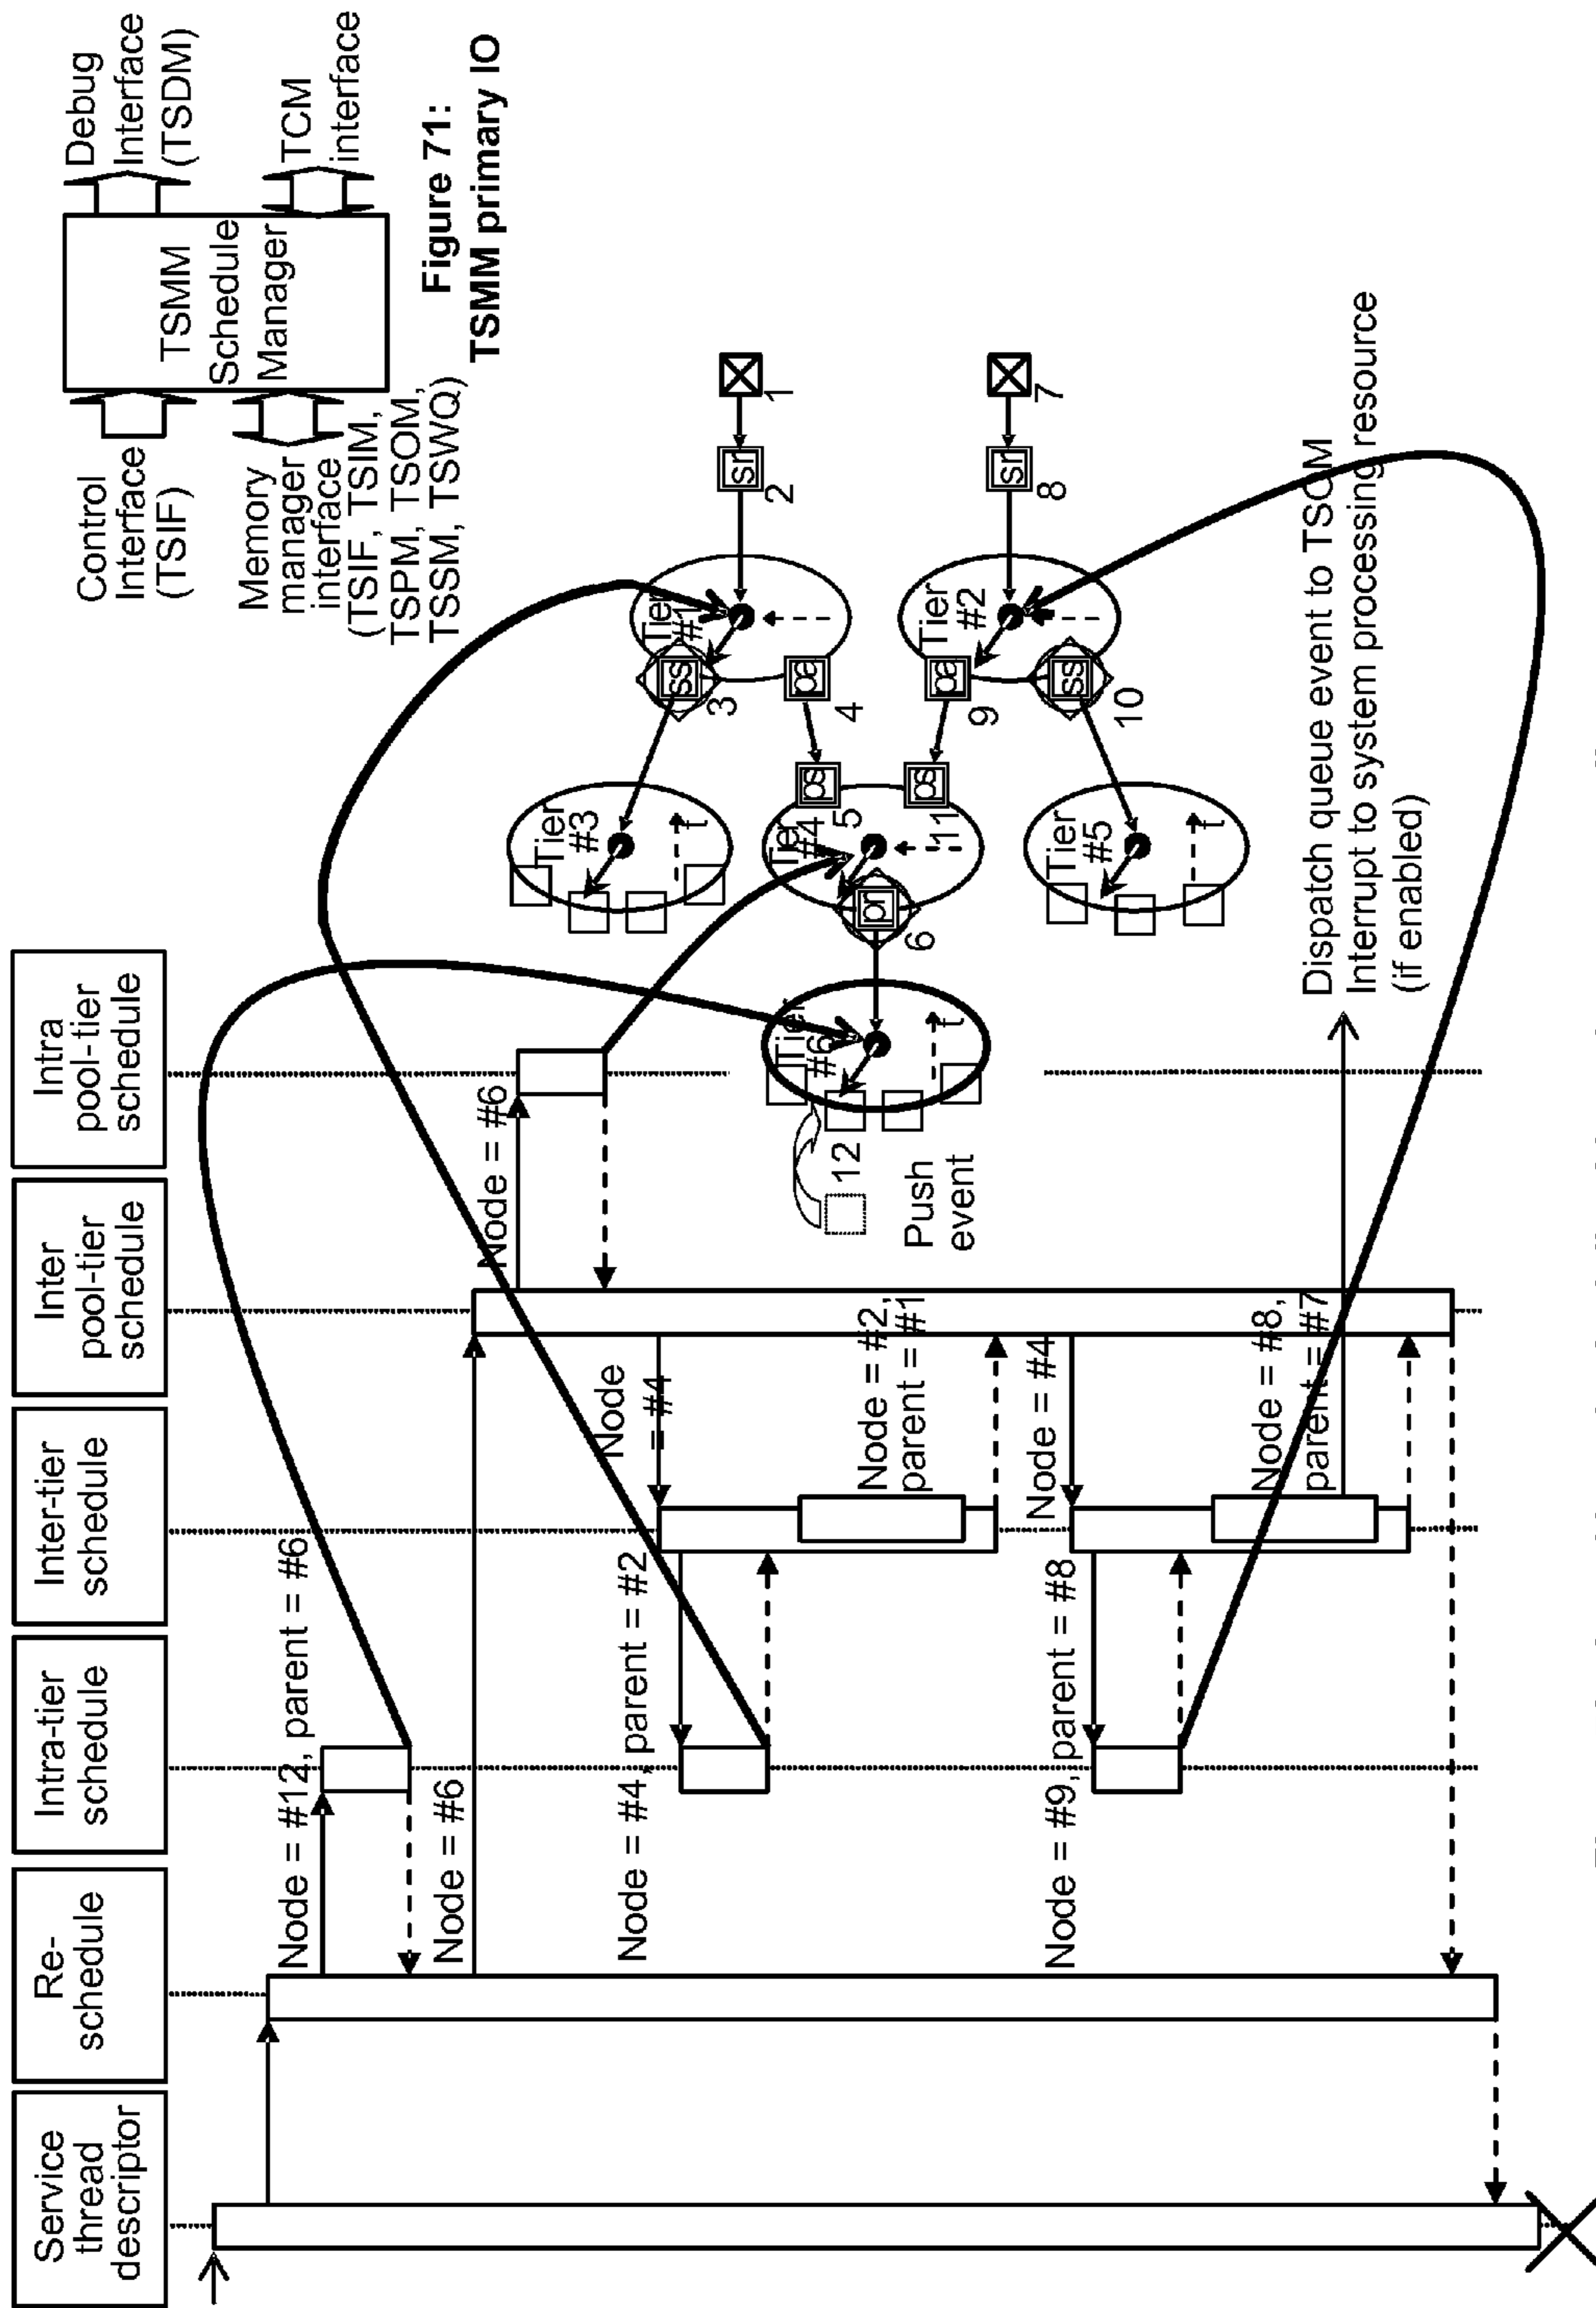 Service
thread
descriptor
Re-
schedule
Intra-tier
schedule
Inter-tier
schedule
Inter
pool-tier
schedule
Intra
pool-tier
schedule
Control
Interface
(TSIF)
Memory
manager
interface
(TSIF, TSIM,
TSPM, TSOM,
TSSM, TSWQ)
TSMM
Schedule
Manager
Debug
Interface
(TSDM)
TCM
interface
Figure 71:
TSMM primary IO
Node = #12, parent = #6
Node = #6
Node = #6
Node
= #4
Node = #4, parent = #2
Node = #2,
parent = #1
Node = #4
Node = #9, parent = #8
Node = #8,
parent = #7
Tier
#3
t
Tier
#1
ss
3
pe
4
sr
2
1
Tier
#6
t
12
Push
event
Tier
#4
pr
6
ps
5
ps
11
Tier
#2
pe
9
ss
10
sr
8
7
Tier
#5
t
Dispatch queue event to TSOM
Interrupt to system processing resource
(if enabled)